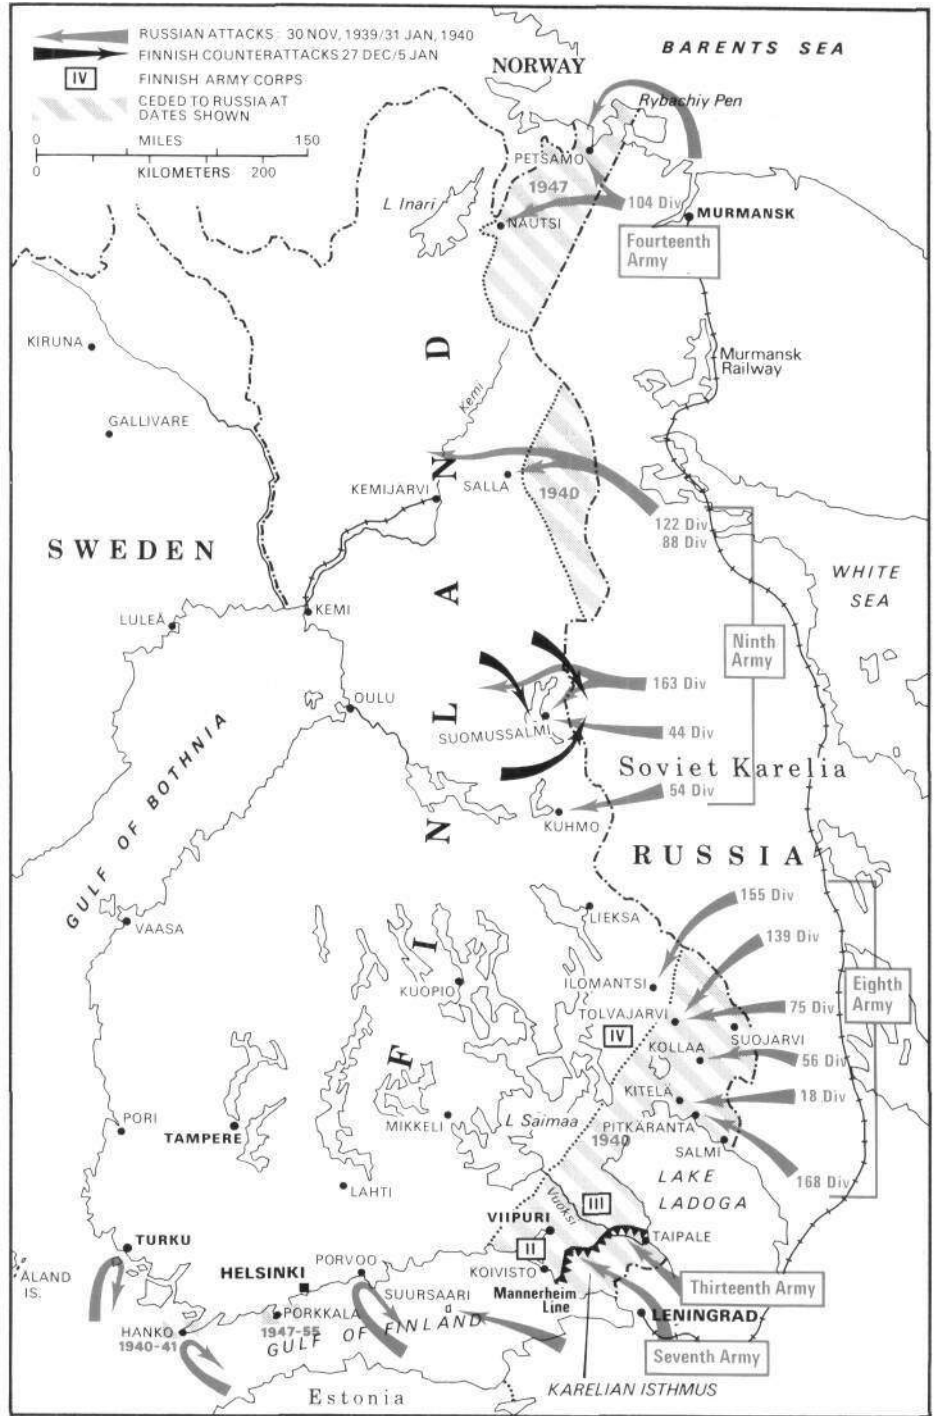 RUSSIAN ATTACKS: 30 NOV, 1939/31 JAN, 1940
FINNISH COUNTERATTACKS 27 DEC/5 JAN
IV FINNISH ARMY CORPS
CEDED TO RUSSIA AT
DATES SHOWN
0 MILES 150
0 KILOMETERS 200
BARENTS SEA
NORWAY
Rybachiy Pen
PETSAMO
1947
L Inari
NAUTSI
104 Div
MURMANSK
Fourteenth
Army
KIRUNA
Murmansk
Railway
GALLIVARE
Kemi
KEMIJARVI
SALLA
1940
122 Div
88 Div
SWEDEN
WHITE
SEA
KEMI
LULEÅ
Ninth
Army
163 Div
OULU
SUOMUSSALMI
44 Div
Soviet Karelia
54 Div
KUHMO
GULF OF BOTHNIA
FINLAND
RUSSIA
155 Div
LIEKSA
VAASA
139 Div
KUOPIO
ILOMANTSI
Eighth
Army
75 Div
TOLVAJARVI
IV
SUOJARVI
KOLLAA
56 Div
KITELÄ
18 Div
PORI
TAMPERE
MIKKELI
L Saimaa
PITKÄRANTA
1940
SALMI
LAKE
LADOGA
168 Div
LAHTI
Vuoksi
III
VIIPURI
TURKU
II
TAIPALE
PORVOO
KOIVISTO
ÅLAND
IS.
HELSINKI
SUURSAARI
Mannerheim
Line
Thirteenth Army
PORKKALA
LENINGRAD
HANKO
1940-41
1947-55
GULF OF FINLAND
Seventh Army
KARELIAN ISTHMUS
Estonia